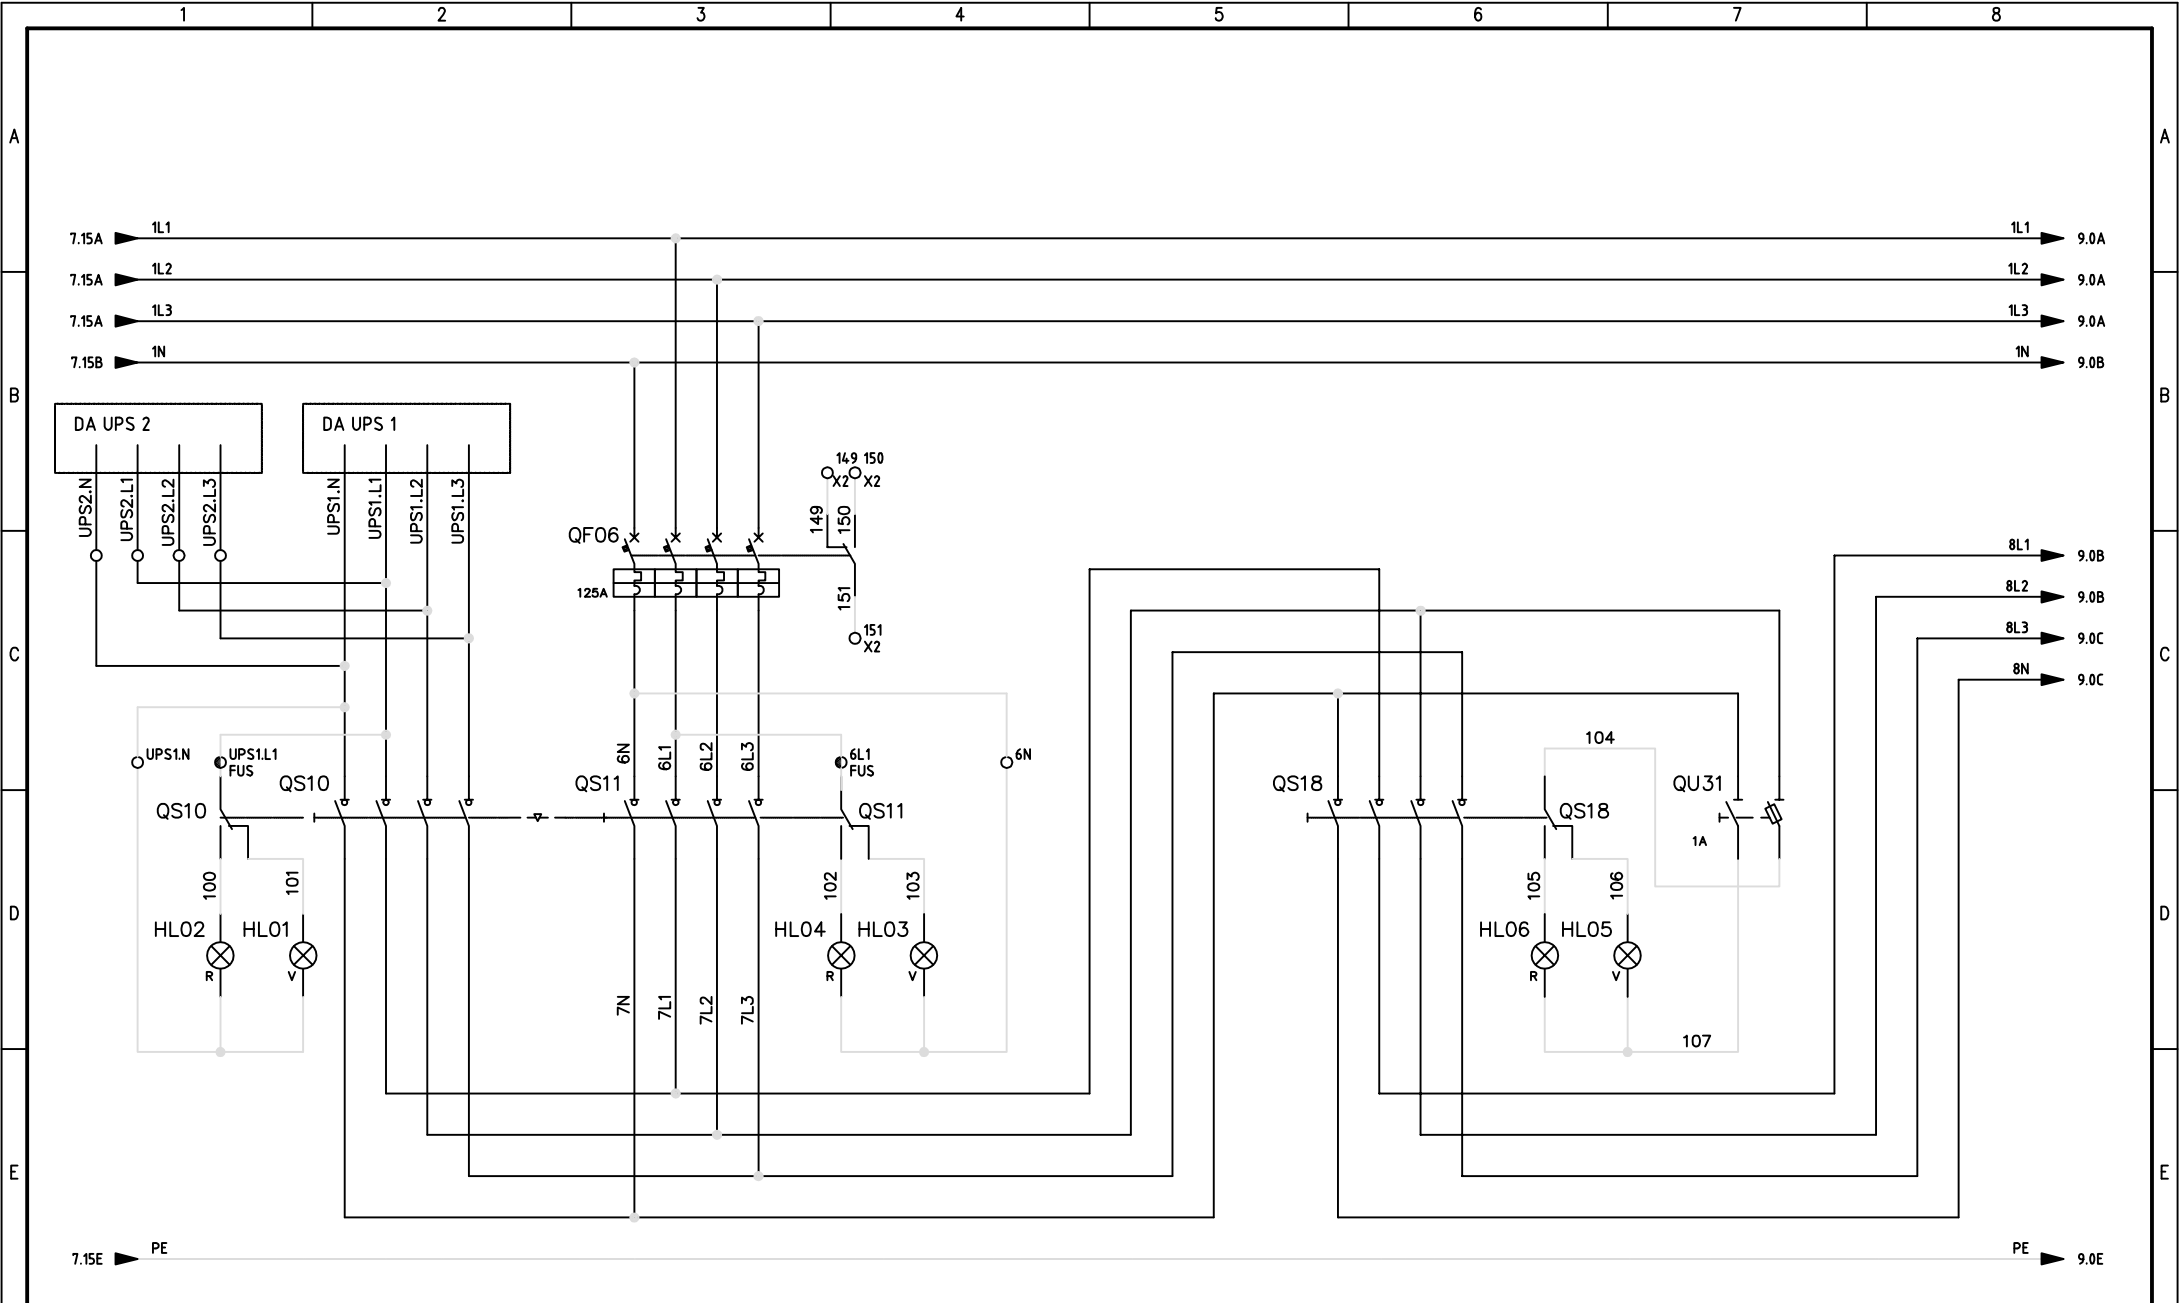 1 2 3 4 5 6 7 8
A A
1L1 1L1
7.15A 9.0A
1L2 1L2
7.15A 9.0A
1L3 1L3
7.15A 9.0A
1N 1N
7.15B 9.0B
B B
DA UPS 2 DA UPS 1
149 150
X2 X2
UPS2.N UPS2.L1 UPS2.L2 UPS2.L3 UPS1.N UPS1.L1 UPS1.L2 UPS1.L3
149 150
QF06
125A
151
151
X2
8L1
9.0B
8L2
9.0B
8L3
9.0C
8N
9.0C
C C
6N 6L1 6L2 6L3
104
UPS1.N
UPS1.L1
FUS
6L1
FUS
6N
QS10 QS11 QS18 QU31
QS10 QS11 QS18
1A
100 101 102 103 105 106
D D
HL02 HL01 HL04 HL03 HL06 HL05
R V R V R V
7N 7L1 7L2 7L3
107
E E
PE PE
7.15E 9.0E